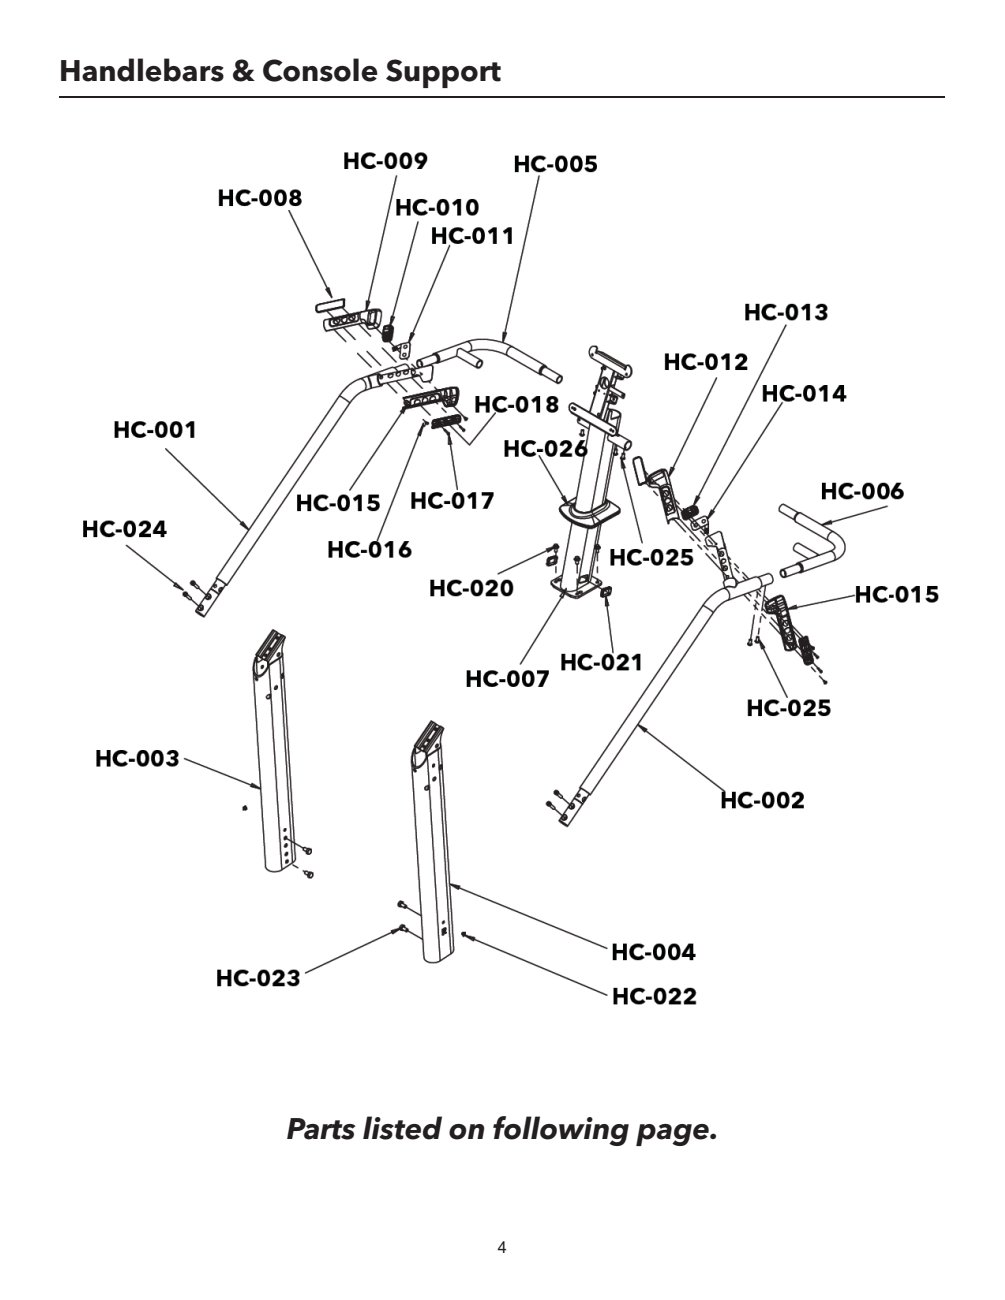 Handlebars & Console Support
HC-009
HC-005
HC-008
HC-010
HC-011
HC-013
HC-012
HC-014
HC-018
HC-001
HC-026
HC-006
HC-015
HC-017
HC-024
HC-016
HC-025
HC-020
HC-015
HC-021
HC-007
HC-025
HC-003
HC-002
HC-004
HC-023
HC-022
Parts listed on following page.
4